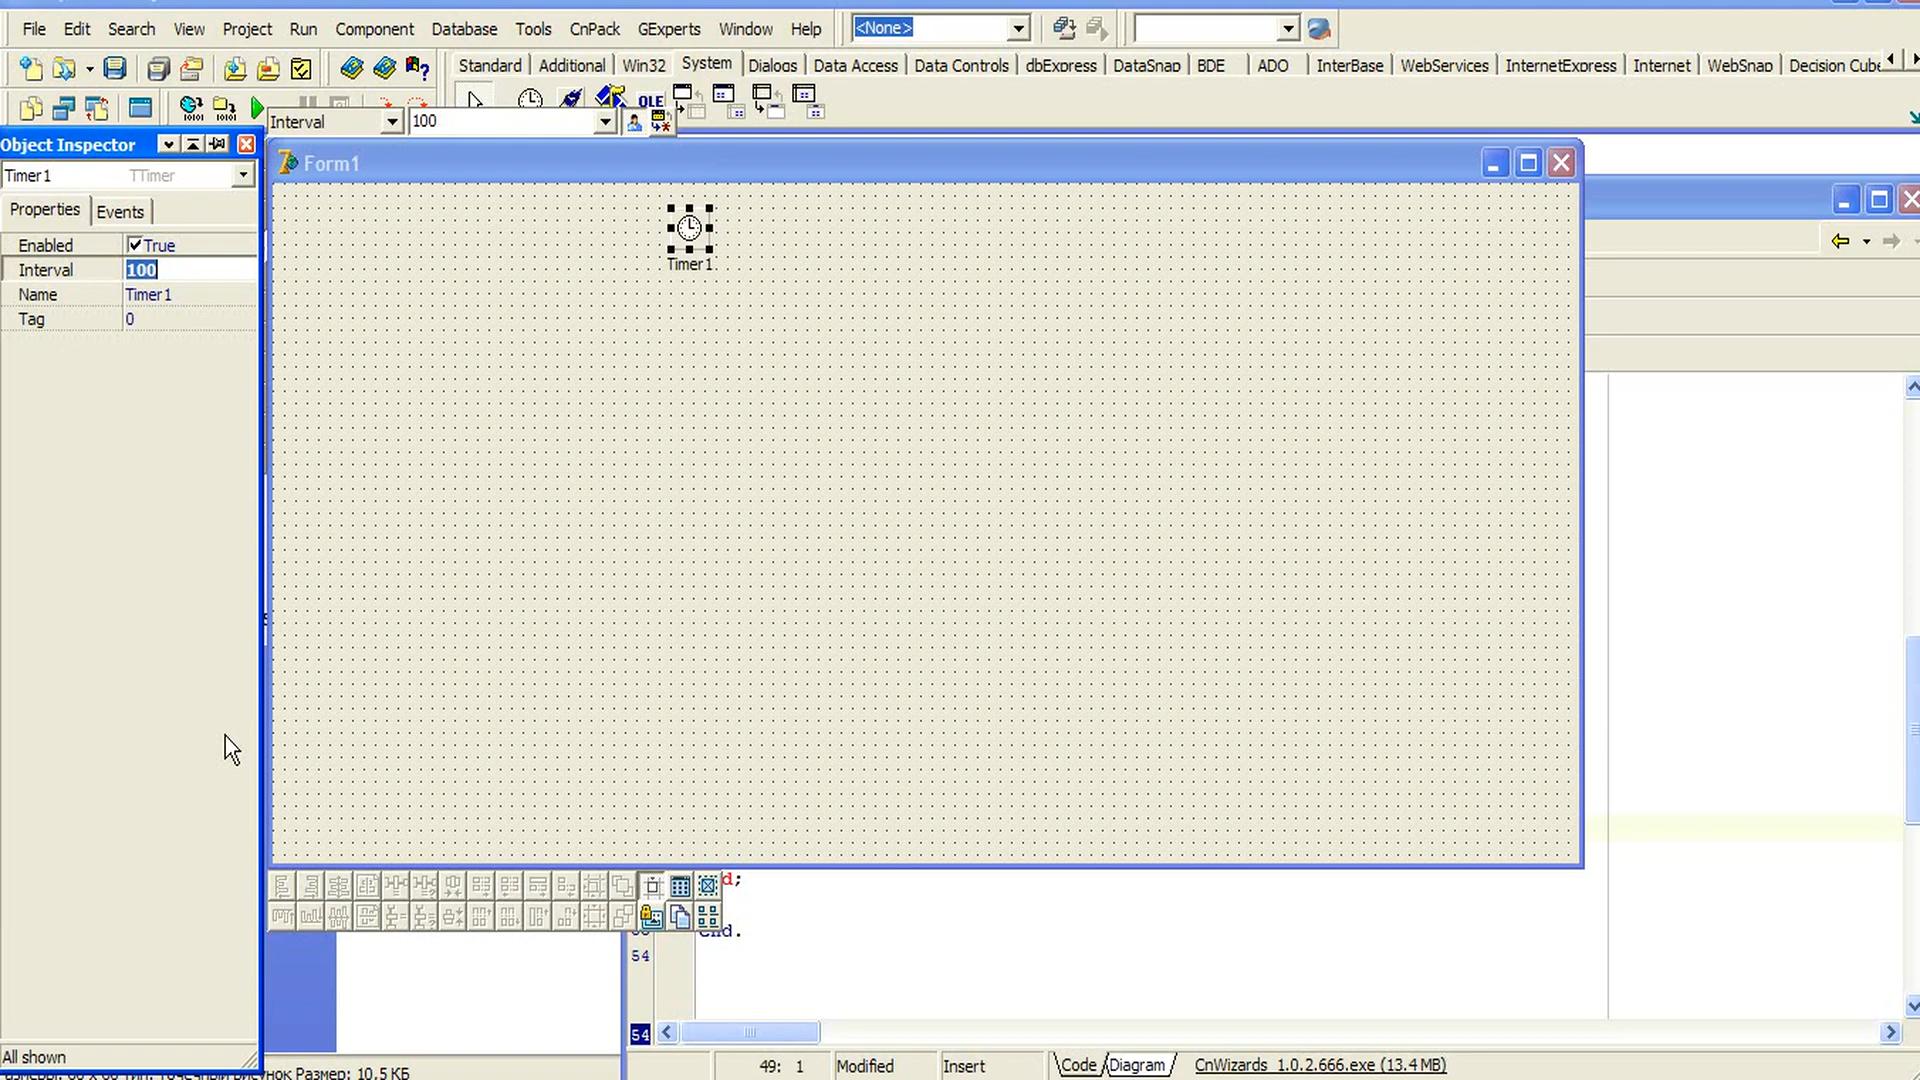 File Edit Search View Project Run Component Database Tools CnPack GExperts Window Help <None>
Standard Additional Win32 System Dialogs Data Access Data Controls dbExpress DataSnap BDE ADO InterBase WebServices InternetExpress Internet WebSnap Decision Cube
OLE
Interval 100
Object Inspector
Form1
Timer1 TTimer
Properties Events
Enabled True
Interval 100
Name Timer1
Tag 0
Timer1
d;
end.
54
54
All shown
49: 1 Modified Insert Code Diagram CnWizards_1.0.2.666.exe (13.4 MB)
рисунок Размер: 10,5 КБ